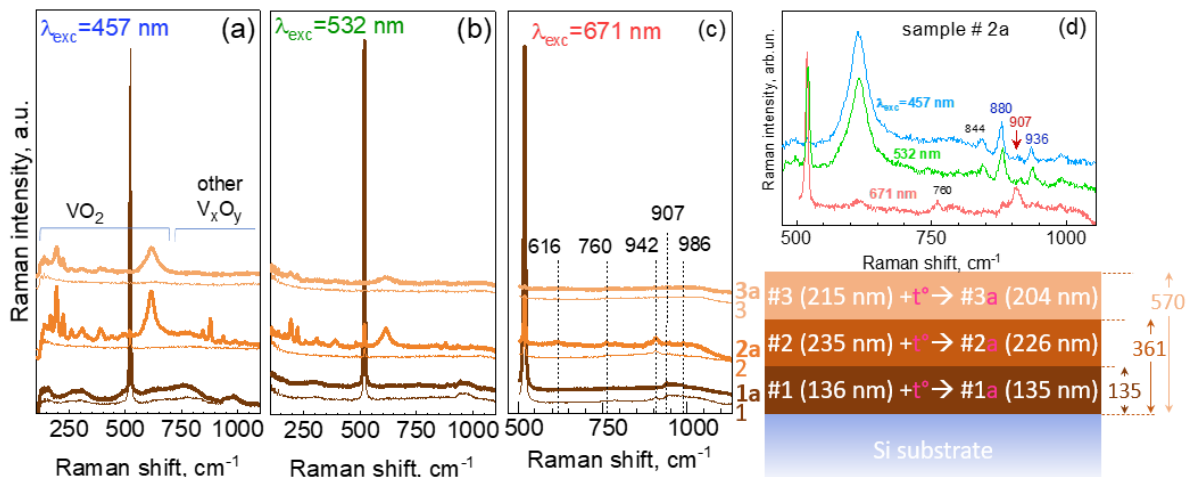 λexc=457 nm (a)
Raman intensity, a.u.
VO2
other
VxOy
250 500 750 1000
Raman shift, cm-1
λexc=532 nm (b)
250 500 750 1000
Raman shift, cm-1
λexc=671 nm (c)
907
616 760 942 986
3a
3
2a
2
1a
1
500 750 1000
Raman shift, cm-1
sample # 2a (d)
Raman intensity, arb.un.
λexc=457 nm
880
907
844
936
532 nm
671 nm
760
500 750 1000
Raman shift, cm-1
#3 (215 nm) +t°→ #3a (204 nm)
#2 (235 nm) +t°→ #2a (226 nm)
#1 (136 nm) +t°→ #1a (135 nm)
Si substrate
135
361
570